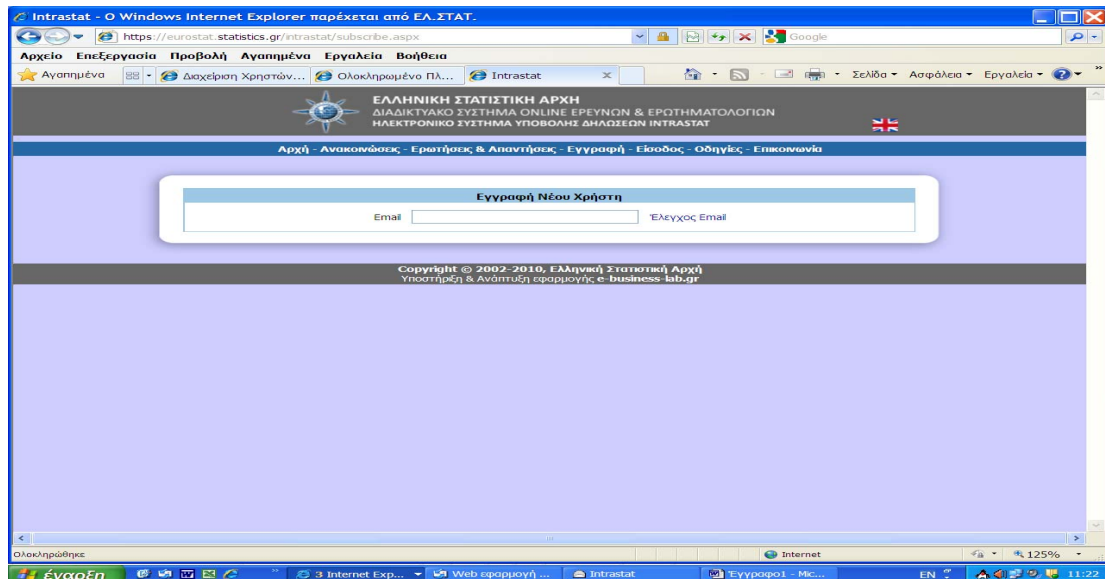 Intrastat - Ο Windows Internet Explorer παρέχεται από ΕΛ.ΣΤΑΤ.
https://eurostat.statistics.gr/intrastat/subscribe.aspx
Google
Αρχείο Επεξεργασία Προβολή Αγαπημένα Εργαλεία Βοήθεια
Αγαπημένα Διαχείριση Χρηστών... Ολοκληρωμένο Πλ... Intrastat Σελίδα Ασφάλεια Εργαλεία
ΕΛΛΗΝΙΚΗ ΣΤΑΤΙΣΤΙΚΗ ΑΡΧΗ
ΔΙΑΔΙΚΤΥΑΚΟ ΣΥΣΤΗΜΑ ONLINE ΕΡΕΥΝΩΝ & ΕΡΩΤΗΜΑΤΟΛΟΓΙΩΝ
ΗΛΕΚΤΡΟΝΙΚΟ ΣΥΣΤΗΜΑ ΥΠΟΒΟΛΗΣ ΔΗΛΩΣΕΩΝ INTRASTAT
Αρχή - Ανακοινώσεις - Ερωτήσεις & Απαντήσεις - Εγγραφή - Είσοδος - Οδηγίες - Επικοινωνία
Εγγραφή Νέου Χρήστη
Email Έλεγχος Email
Copyright © 2002-2010, Ελληνική Στατιστική Αρχή
Υποστήριξη & Ανάπτυξη εφαρμογής e-business-lab.gr
Ολοκληρώθηκε Internet 125%
έναρξη 3 Internet Exp... Web εφαρμογή ... Intrastat Έγγραφο1 - Mic... EN 11:22